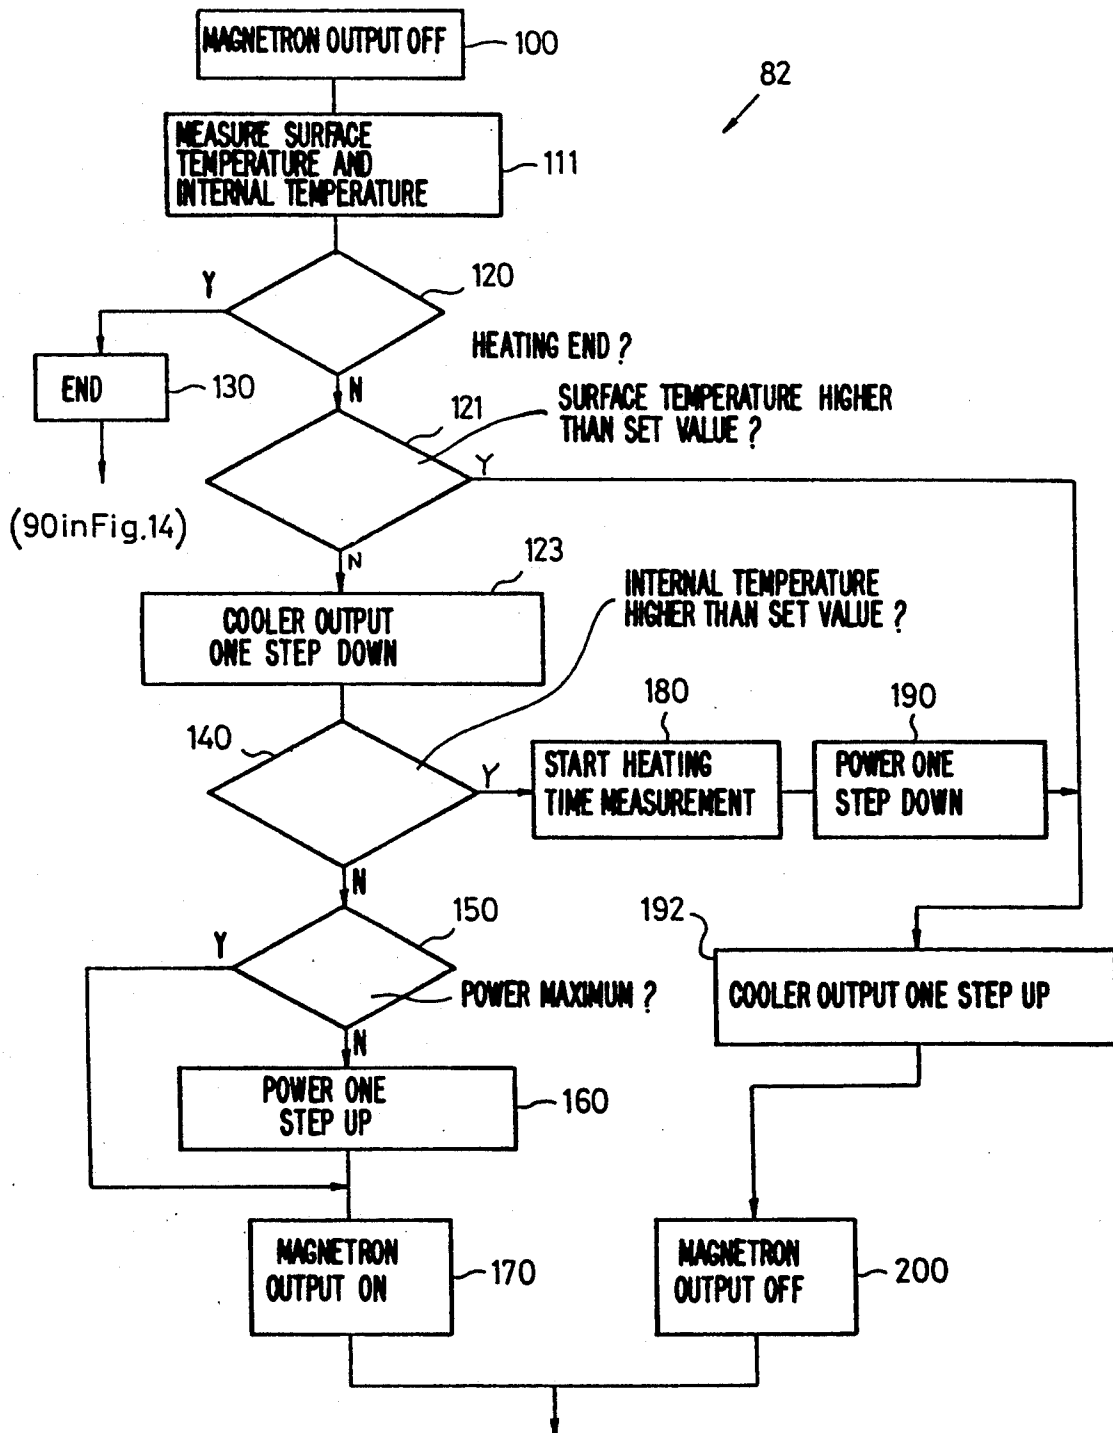 MAGNETRON OUTPUT OFF
100
82
MEASURE SURFACE
TEMPERATURE AND
INTERNAL TEMPERATURE
111
Y
120
HEATING END ?
END
130
N
121
SURFACE TEMPERATURE HIGHER
THAN SET VALUE ?
Y
(90inFig.14)
N
123
COOLER OUTPUT
ONE STEP DOWN
INTERNAL TEMPERATURE
HIGHER THAN SET VALUE ?
140
Y
180
START HEATING
TIME MEASUREMENT
190
POWER ONE
STEP DOWN
N
150
Y
POWER MAXIMUM ?
192
COOLER OUTPUT ONE STEP UP
N
POWER ONE
STEP UP
160
MAGNETRON
OUTPUT ON
170
MAGNETRON
OUTPUT OFF
200